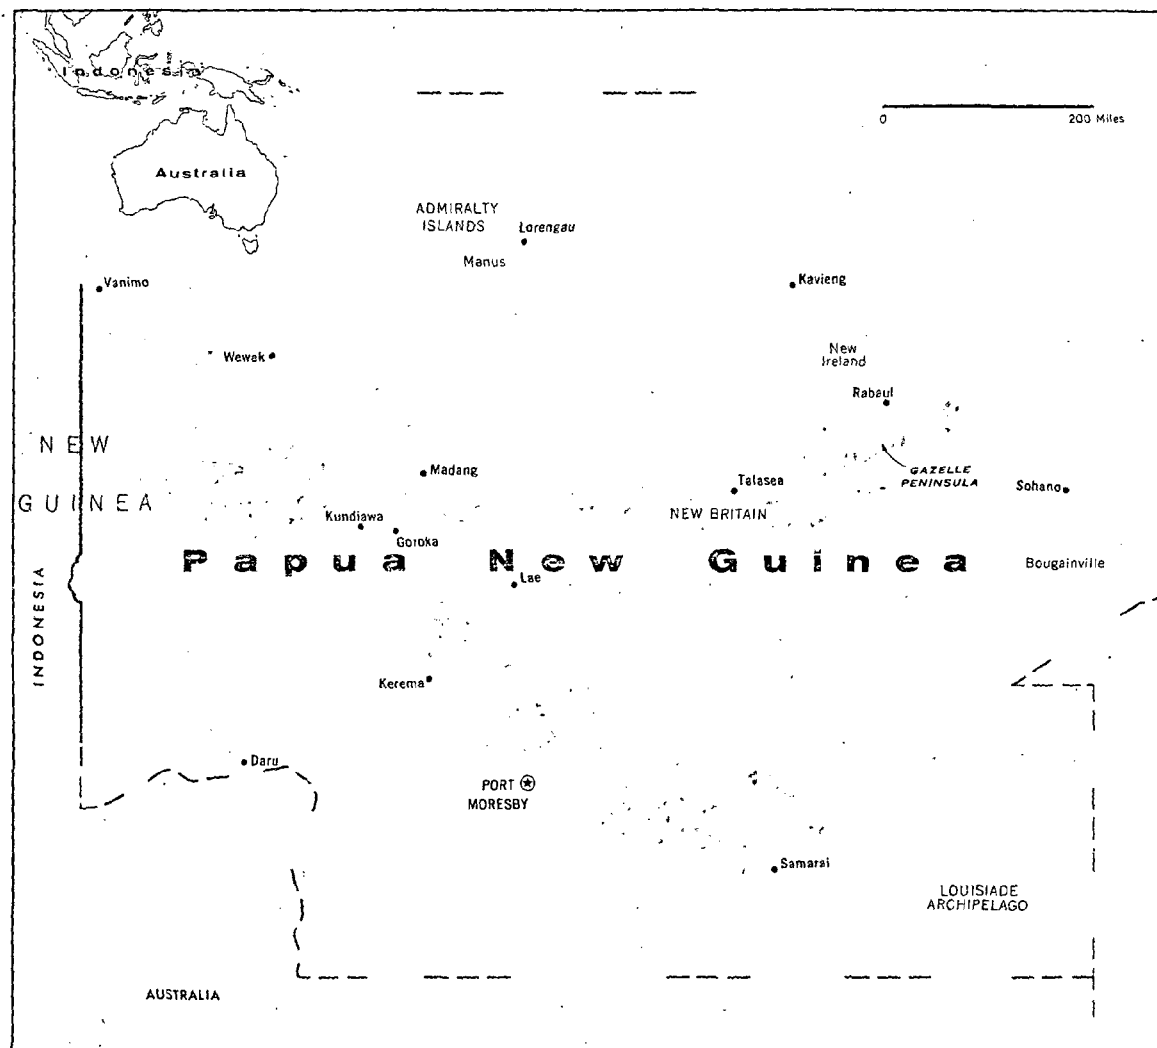 Indonesia
Australia
0 200 Miles
ADMIRALTY
ISLANDS
Lorengau
Manus
Vanimo
Kavieng
Wewak
New
Ireland
Rabaul
NEW
GUINEA
Madang
Talasea
GAZELLE
PENINSULA
Sohano
NEW BRITAIN
Kundiawa
Goroka
Papua New Guinea
Bougainville
Lae
INDONESIA
Kerema
Daru
PORT
MORESBY
Samarai
LOUISIADE
ARCHIPELAGO
AUSTRALIA